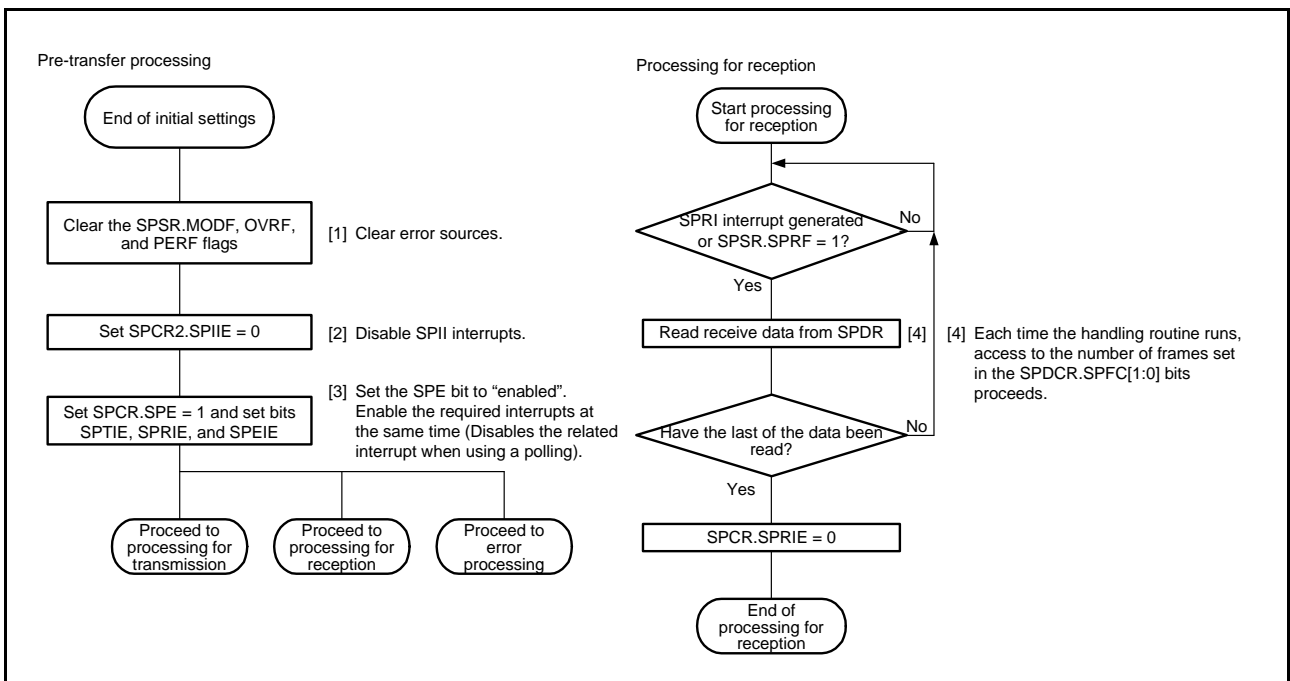 Pre-transfer processing
End of initial settings
Clear the SPSR.MODF, OVRF,
and PERF flags
[1] Clear error sources.
Set SPCR2.SPIIE = 0
[2] Disable SPII interrupts.
Set SPCR.SPE = 1 and set bits
SPTIE, SPRIE, and SPEIE
[3] Set the SPE bit to “enabled”.
Enable the required interrupts at
the same time (Disables the related
interrupt when using a polling).
Proceed to
processing for
transmission
Proceed to
processing for
reception
Proceed to
error
processing
Processing for reception
Start processing
for reception
SPRI interrupt generated
or SPSR.SPRF = 1?
No
Yes
Read receive data from SPDR
[4]
[4] Each time the handling routine runs,
access to the number of frames set
in the SPDCR.SPFC[1:0] bits
proceeds.
Have the last of the data been
read?
No
Yes
SPCR.SPRIE = 0
End of
processing for
reception